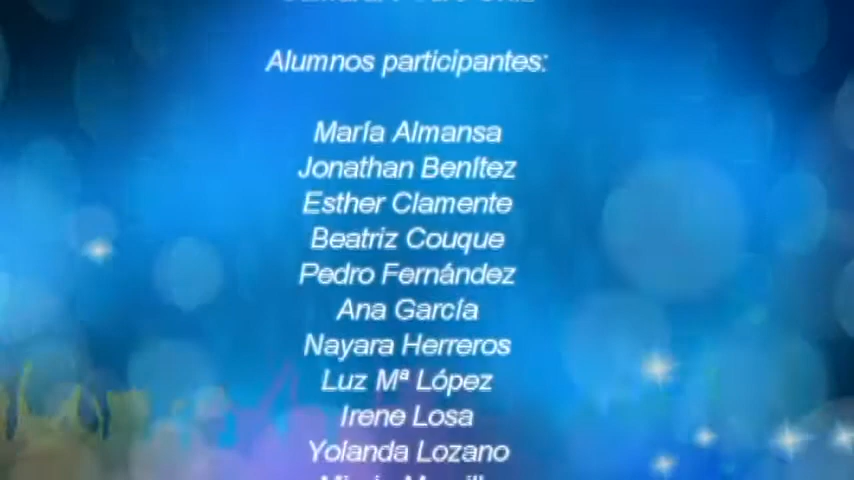 Alumnos participantes:
María Almansa
Jonathan Benítez
Esther Clamente
Beatriz Couque
Pedro Fernández
Ana García
Nayara Herreros
Luz Mª López
Irene Losa
Yolanda Lozano